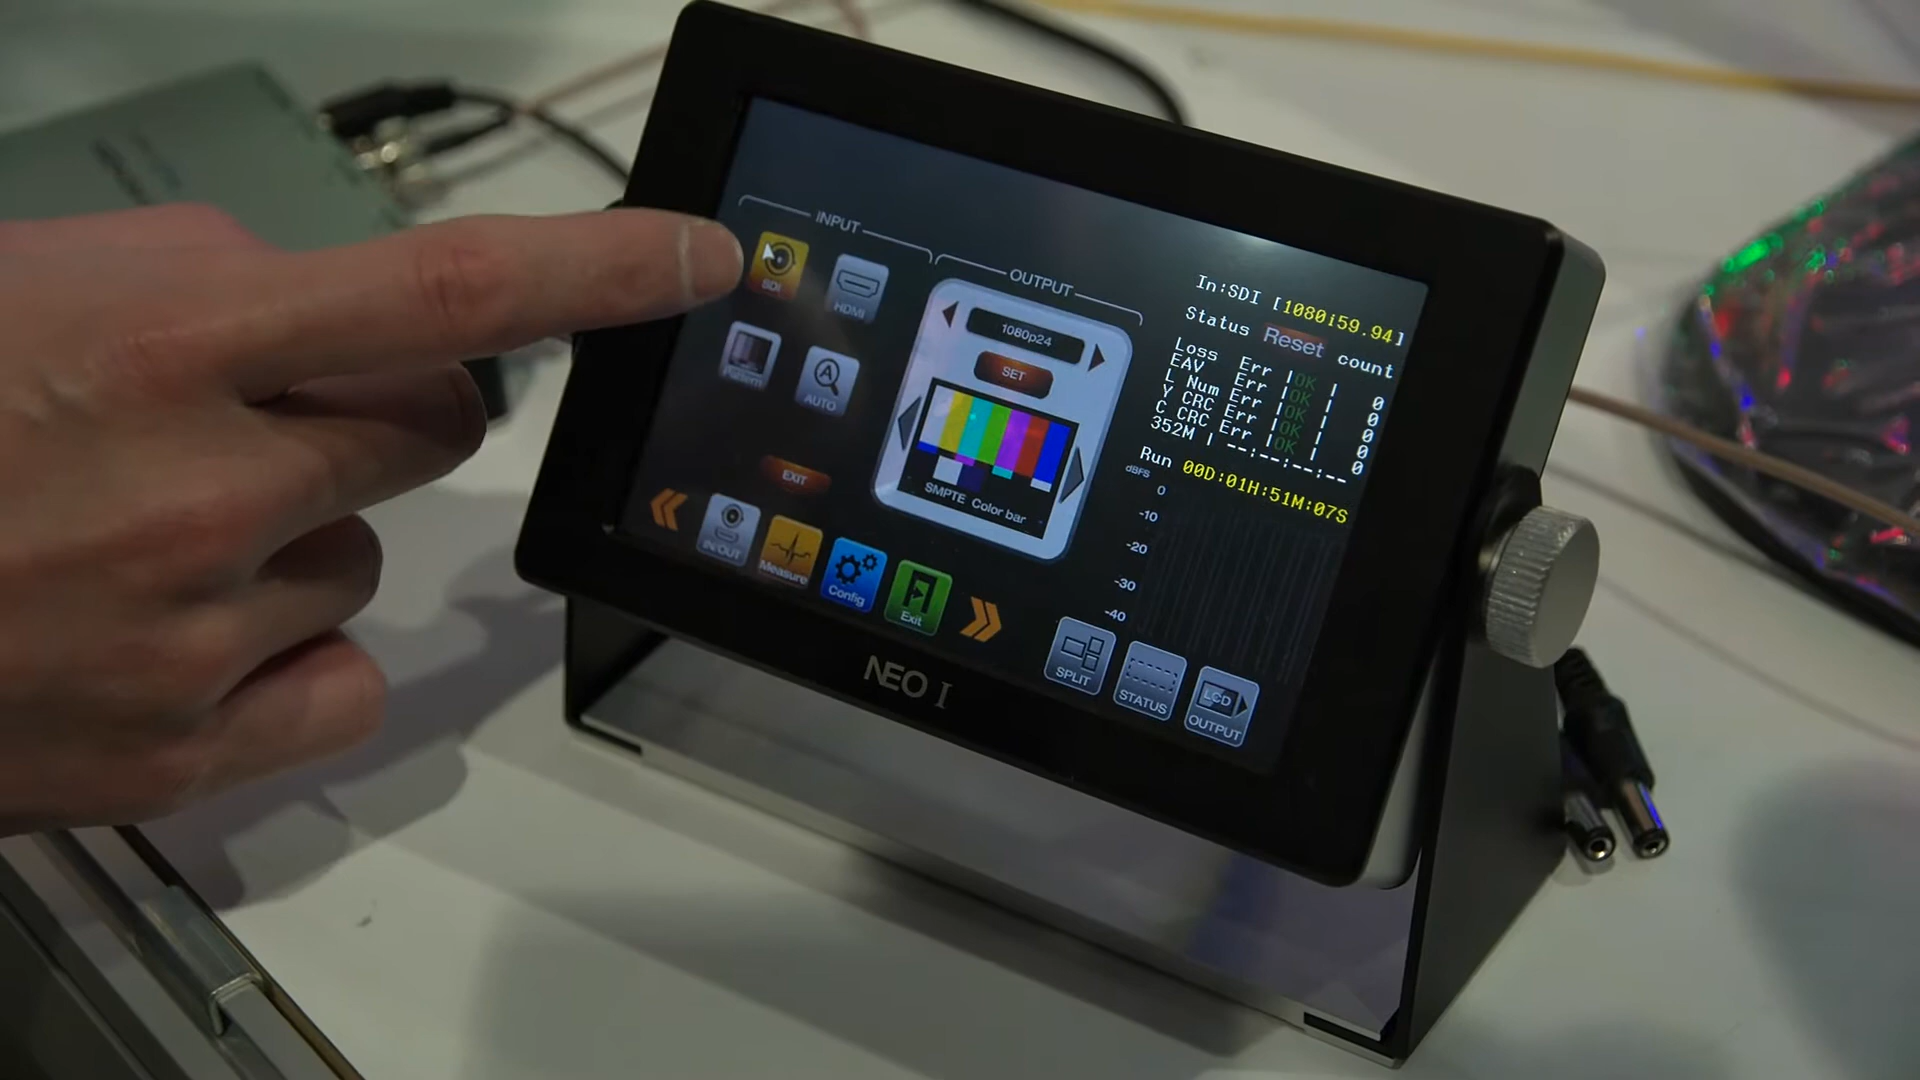 INPUT
SDI
HDMI
AUTO
EXIT
OUTPUT
1080p24
SET
SMPTE Color bar
In:SDI [1080i59.94]
Status Reset count
Loss Err |OK | 0
EAV Err |OK | 0
L Num Err |OK | 0
Y CRC Err |OK | 0
C CRC Err |OK | 0
352M | --:--:--:--
Run 00D:01H:51M:07S
dBFS
0
-10
-20
-30
-40
IN/OUT
Measure
Config
Exit
SPLIT
STATUS
LCD
OUTPUT
NEO I